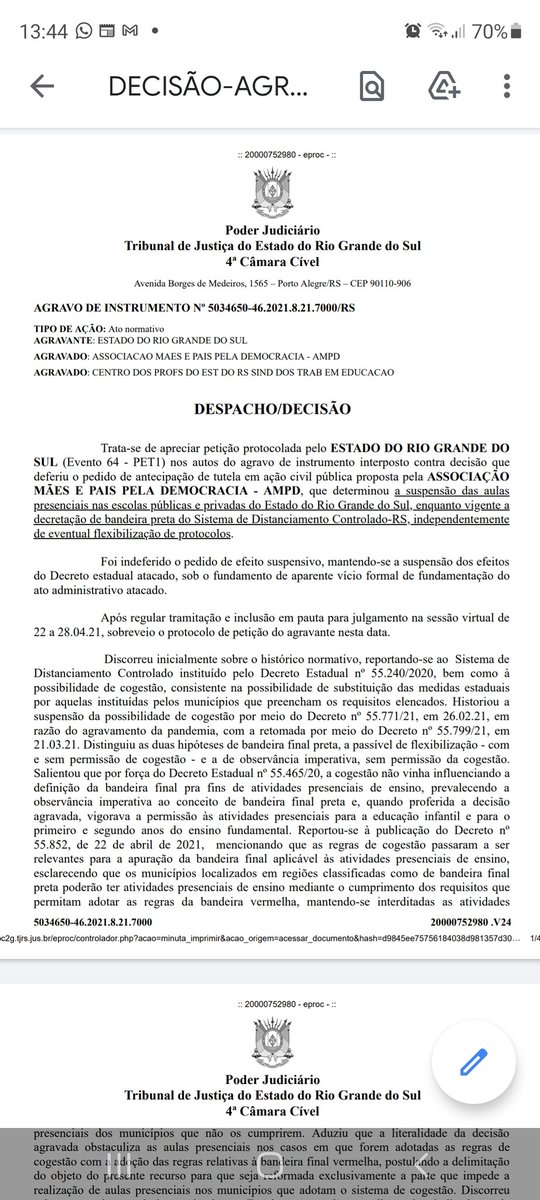 13:44
70%
DECISÃO-AGR...
:: 20000752980 - eproc - ::
Poder Judiciário
Tribunal de Justiça do Estado do Rio Grande do Sul
4ª Câmara Cível
Avenida Borges de Medeiros, 1565 – Porto Alegre/RS – CEP 90110-906
AGRAVO DE INSTRUMENTO Nº 5034650-46.2021.8.21.7000/RS
TIPO DE AÇÃO: Ato normativo
AGRAVANTE: ESTADO DO RIO GRANDE DO SUL
AGRAVADO: ASSOCIACAO MAES E PAIS PELA DEMOCRACIA - AMPD
AGRAVADO: CENTRO DOS PROFS DO EST DO RS SIND DOS TRAB EM EDUCACAO
DESPACHO/DECISÃO
Trata-se de apreciar petição protocolada pelo ESTADO DO RIO GRANDE DO
SUL (Evento 64 - PET1) nos autos do agravo de instrumento interposto contra decisão que
deferiu o pedido de antecipação de tutela em ação civil pública proposta pela ASSOCIAÇÃO
MÃES E PAIS PELA DEMOCRACIA - AMPD, que determinou a suspensão das aulas
presenciais nas escolas públicas e privadas do Estado do Rio Grande do Sul, enquanto vigente a
decretação de bandeira preta do Sistema de Distanciamento Controlado-RS, independentemente
de eventual flexibilização de protocolos.
Foi indeferido o pedido de efeito suspensivo, mantendo-se a suspensão dos efeitos
do Decreto estadual atacado, sob o fundamento de aparente vício formal de fundamentação do
ato administrativo atacado.
Após regular tramitação e inclusão em pauta para julgamento na sessão virtual de
22 a 28.04.21, sobreveio o protocolo de petição do agravante nesta data.
Discorreu inicialmente sobre o histórico normativo, reportando-se ao Sistema de
Distanciamento Controlado instituído pelo Decreto Estadual nº 55.240/2020, bem como à
possibilidade de cogestão, consistente na possibilidade de substituição das medidas estaduais
por aquelas instituídas pelos municípios que preencham os requisitos elencados. Historiou a
suspensão da possibilidade de cogestão por meio do Decreto nº 55.771/21, em 26.02.21, em
razão do agravamento da pandemia, com a retomada por meio do Decreto nº 55.799/21, em
21.03.21. Distinguiu as duas hipóteses de bandeira final preta, a passível de flexibilização - com
e sem permissão de cogestão - e a de observância imperativa, sem permissão da cogestão.
Salientou que por força do Decreto Estadual nº 55.465/20, a cogestão não vinha influenciando a
definição da bandeira final pra fins de atividades presenciais de ensino, prevalecendo a
observância imperativa ao conceito de bandeira final preta e, quando proferida a decisão
agravada, vigorava a permissão às atividades presenciais para a educação infantil e para o
primeiro e segundo anos do ensino fundamental. Reportou-se à publicação do Decreto nº
55.852, de 22 de abril de 2021, mencionando que as regras de cogestão passaram a ser
relevantes para a apuração da bandeira final aplicável às atividades presenciais de ensino,
esclarecendo que os municípios localizados em regiões classificadas como de bandeira final
preta poderão ter atividades presenciais de ensino mediante o cumprimento dos requisitos que
permitam adotar as regras da bandeira vermelha, mantendo-se interditadas as atividades
5034650-46.2021.8.21.7000 20000752980 .V24
oc2g.tjrs.jus.br/eproc/controlador.php?acao=minuta_imprimir&acao_origem=acessar_documento&hash=d9845ee75756184038d981357d30... 1/4
:: 20000752980 - eproc - ::
Poder Judiciário
Tribunal de Justiça do Estado do Rio Grande do Sul
4ª Câmara Cível
presenciais dos municípios que não os cumprirem. Aduziu que a literalidade da decisão
agravada obstaculiza as aulas presenciais nos casos em que forem adotadas as regras de
cogestão com a adoção das regras relativas à bandeira final vermelha, postulando a delimitação
do objeto do presente recurso para que seja reformada exclusivamente a parte que impede a
realização de aulas presenciais nos municípios que adotam o sistema de cogestão. Discorreu